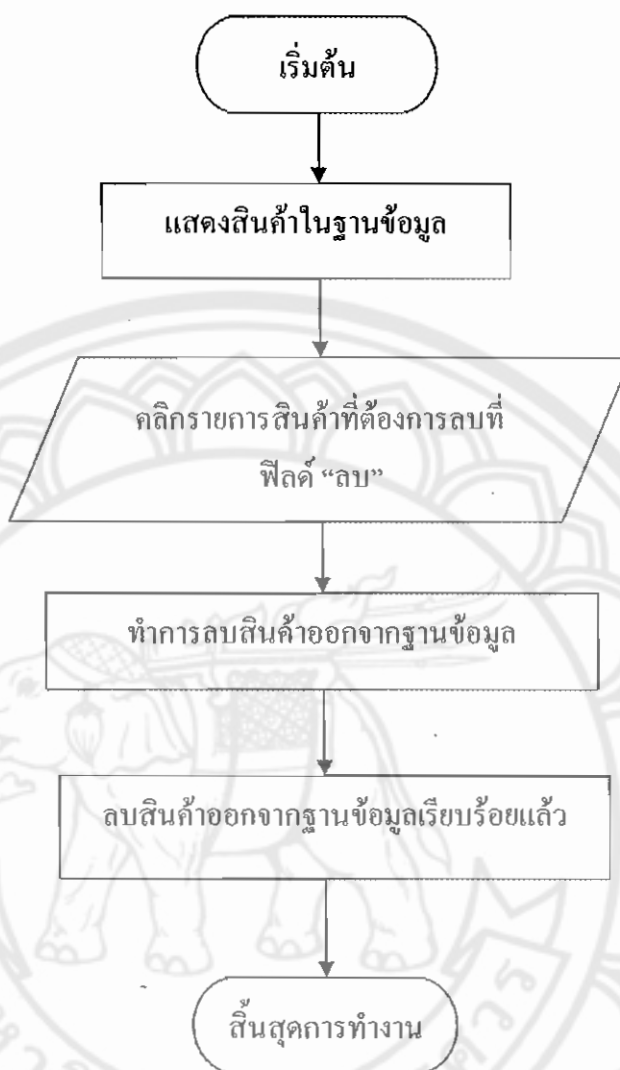 เริ่มต้น
แสดงสินค้าในฐานข้อมูล
คลิกรายการสินค้าที่ต้องการลบที่
ฟิลด์ “ลบ”
ทำการลบสินค้าออกจากฐานข้อมูล
ลบสินค้าออกจากฐานข้อมูลเรียบร้อยแล้ว
สิ้นสุดการทำงาน